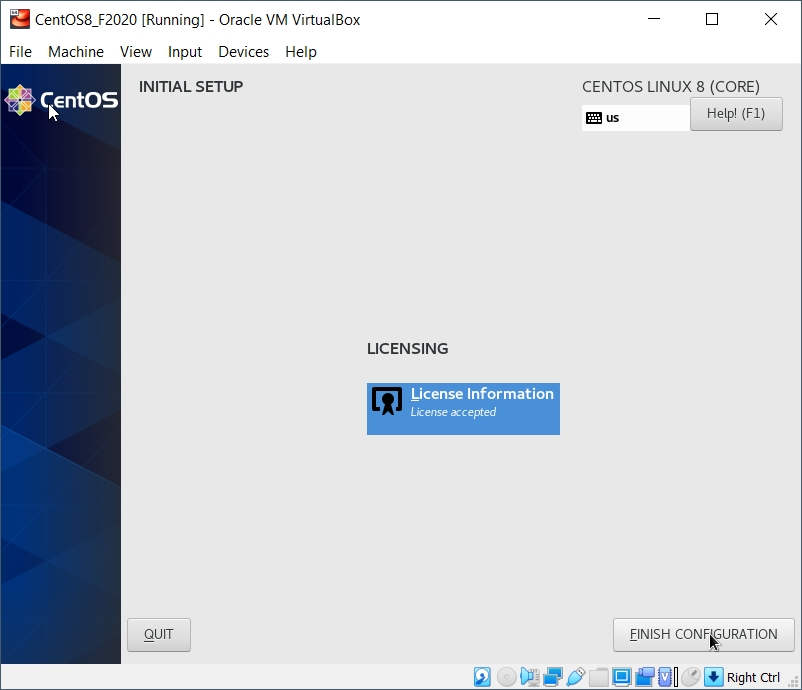 CentOS8_F2020 [Running] - Oracle VM VirtualBox
File Machine View Input Devices Help
CentOS
INITIAL SETUP
CENTOS LINUX 8 (CORE)
us
Help! (F1)
LICENSING
License Information
License accepted
QUIT
FINISH CONFIGURATION
Right Ctrl